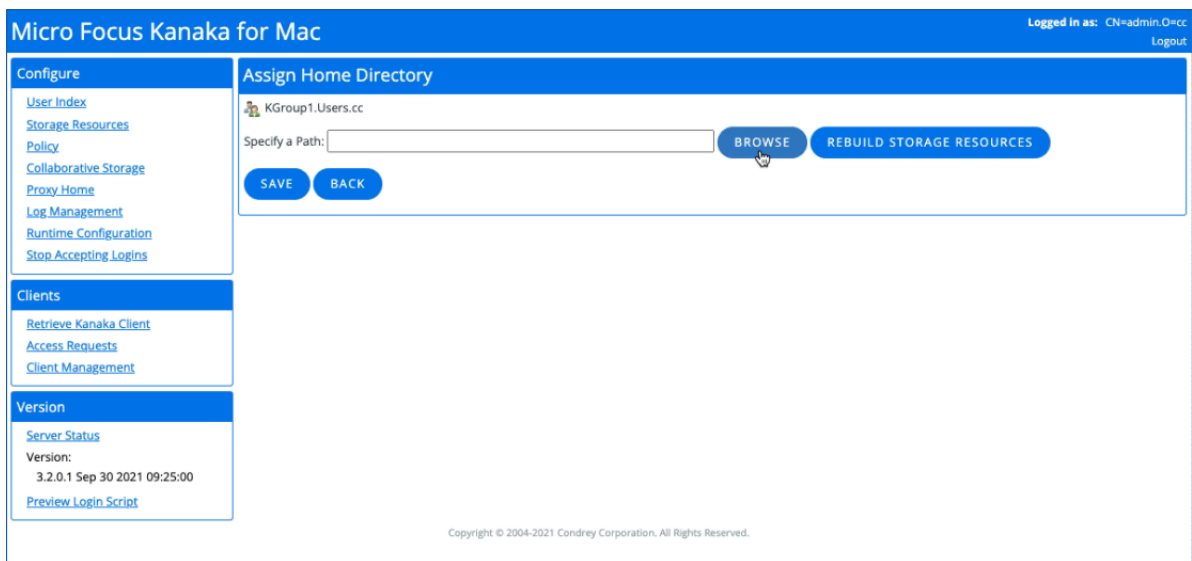 Micro Focus Kanaka for Mac
Logged in as: CN=admin.O=cc
Logout
Configure
User Index
Storage Resources
Policy
Collaborative Storage
Proxy Home
Log Management
Runtime Configuration
Stop Accepting Logins
Clients
Retrieve Kanaka Client
Access Requests
Client Management
Version
Server Status
Version:
3.2.0.1 Sep 30 2021 09:25:00
Preview Login Script
Assign Home Directory
KGroup1.Users.cc
Specify a Path: BROWSE REBUILD STORAGE RESOURCES
SAVE BACK
Copyright © 2004-2021 Condrey Corporation. All Rights Reserved.